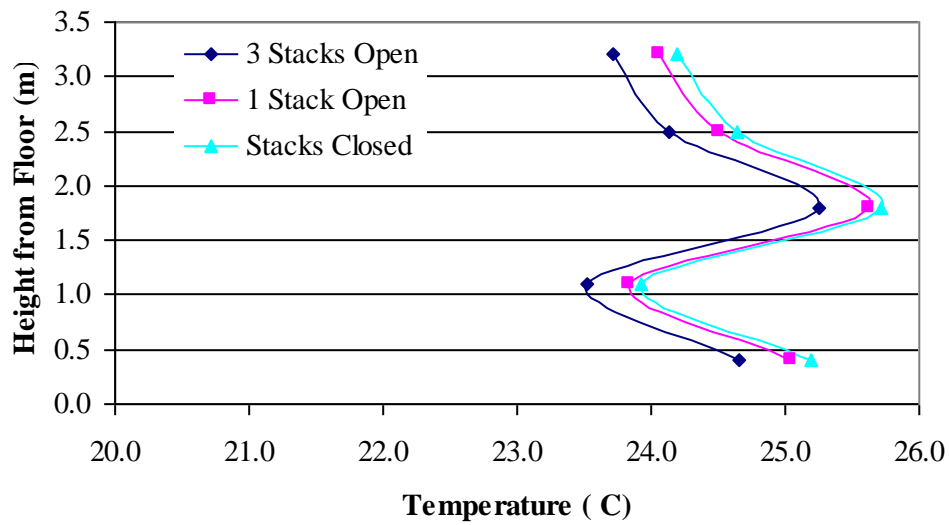 3.5
3.0
2.5
2.0
1.5
1.0
0.5
0.0
Height from Floor (m)
3 Stacks Open
1 Stack Open
Stacks Closed
20.0 21.0 22.0 23.0 24.0 25.0 26.0
Temperature ( C)